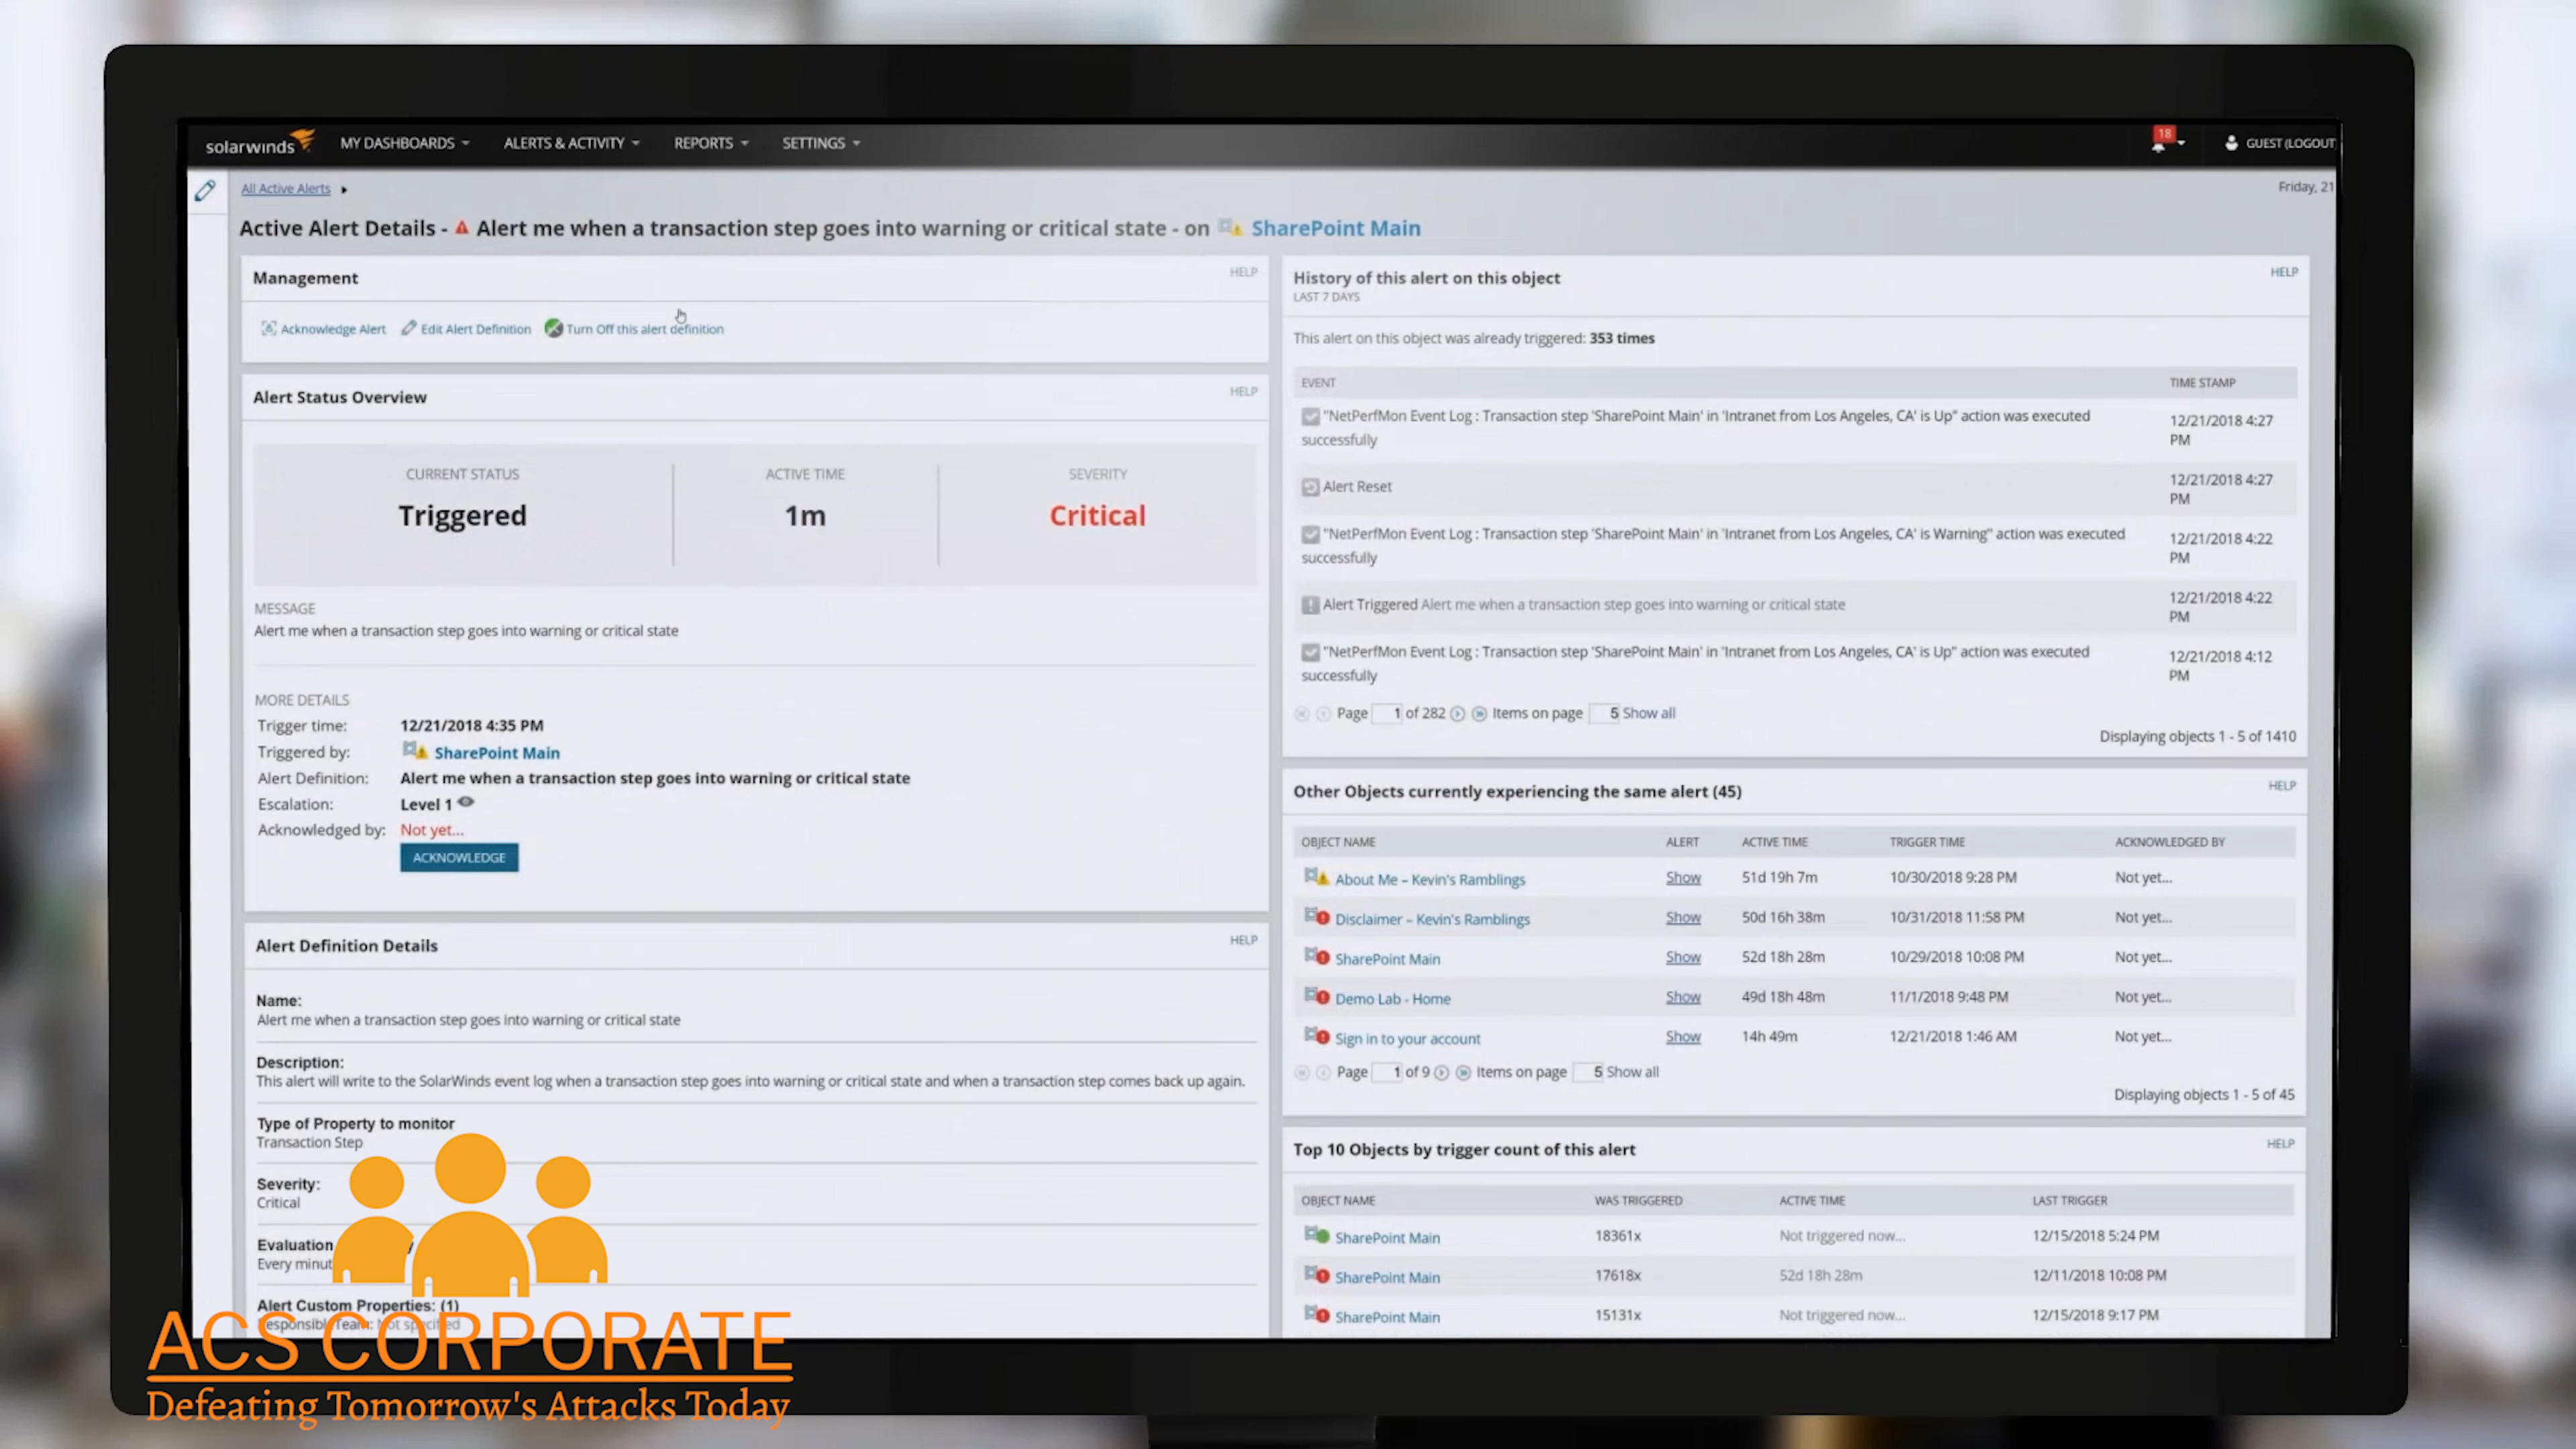 solarwinds MY DASHBOARDS ALERTS & ACTIVITY REPORTS SETTINGS 18 GUEST (LOGOUT
All Active Alerts
Friday, 21
Active Alert Details - Alert me when a transaction step goes into warning or critical state - on SharePoint Main
Management HELP
Acknowledge Alert Edit Alert Definition Turn Off this alert definition
Alert Status Overview HELP
CURRENT STATUS ACTIVE TIME SEVERITY
Triggered 1m Critical
MESSAGE
Alert me when a transaction step goes into warning or critical state
MORE DETAILS
Trigger time: 12/21/2018 4:35 PM
Triggered by: SharePoint Main
Alert Definition: Alert me when a transaction step goes into warning or critical state
Escalation: Level 1
Acknowledged by: Not yet...
ACKNOWLEDGE
Alert Definition Details HELP
Name:
Alert me when a transaction step goes into warning or critical state
Description:
This alert will write to the SolarWinds event log when a transaction step goes into warning or critical state and when a transaction step comes back up again.
Type of Property to monitor
Transaction Step
Severity:
Critical
Evaluation
Every minut
Alert Custom Properties: (1)
Team: Not specified
History of this alert on this object HELP
LAST 7 DAYS
This alert on this object was already triggered: 353 times
EVENT TIME STAMP
"NetPerfMon Event Log : Transaction step 'SharePoint Main' in 'Intranet from Los Angeles, CA' is Up" action was executed 12/21/2018 4:27
successfully PM
Alert Reset 12/21/2018 4:27
PM
"NetPerfMon Event Log : Transaction step 'SharePoint Main' in 'Intranet from Los Angeles, CA' is Warning" action was executed 12/21/2018 4:22
successfully PM
Alert Triggered Alert me when a transaction step goes into warning or critical state 12/21/2018 4:22
PM
"NetPerfMon Event Log : Transaction step 'SharePoint Main' in 'Intranet from Los Angeles, CA' is Up" action was executed 12/21/2018 4:12
successfully PM
Page 1 of 282 Items on page 5 Show all
Displaying objects 1 - 5 of 1410
Other Objects currently experiencing the same alert (45) HELP
OBJECT NAME ALERT ACTIVE TIME TRIGGER TIME ACKNOWLEDGED BY
About Me – Kevin's Ramblings Show 51d 19h 7m 10/30/2018 9:28 PM Not yet...
Disclaimer – Kevin's Ramblings Show 50d 16h 38m 10/31/2018 11:58 PM Not yet...
SharePoint Main Show 52d 18h 28m 10/29/2018 10:08 PM Not yet...
Demo Lab - Home Show 49d 18h 48m 11/1/2018 9:48 PM Not yet...
Sign in to your account Show 14h 49m 12/21/2018 1:46 AM Not yet...
Page 1 of 9 Items on page 5 Show all
Displaying objects 1 - 5 of 45
Top 10 Objects by trigger count of this alert HELP
OBJECT NAME WAS TRIGGERED ACTIVE TIME LAST TRIGGER
SharePoint Main 18361x Not triggered now... 12/15/2018 5:24 PM
SharePoint Main 17618x 52d 18h 28m 12/11/2018 10:08 PM
SharePoint Main 15131x Not triggered now... 12/15/2018 9:17 PM
ACS CORPORATE
Defeating Tomorrow's Attacks Today